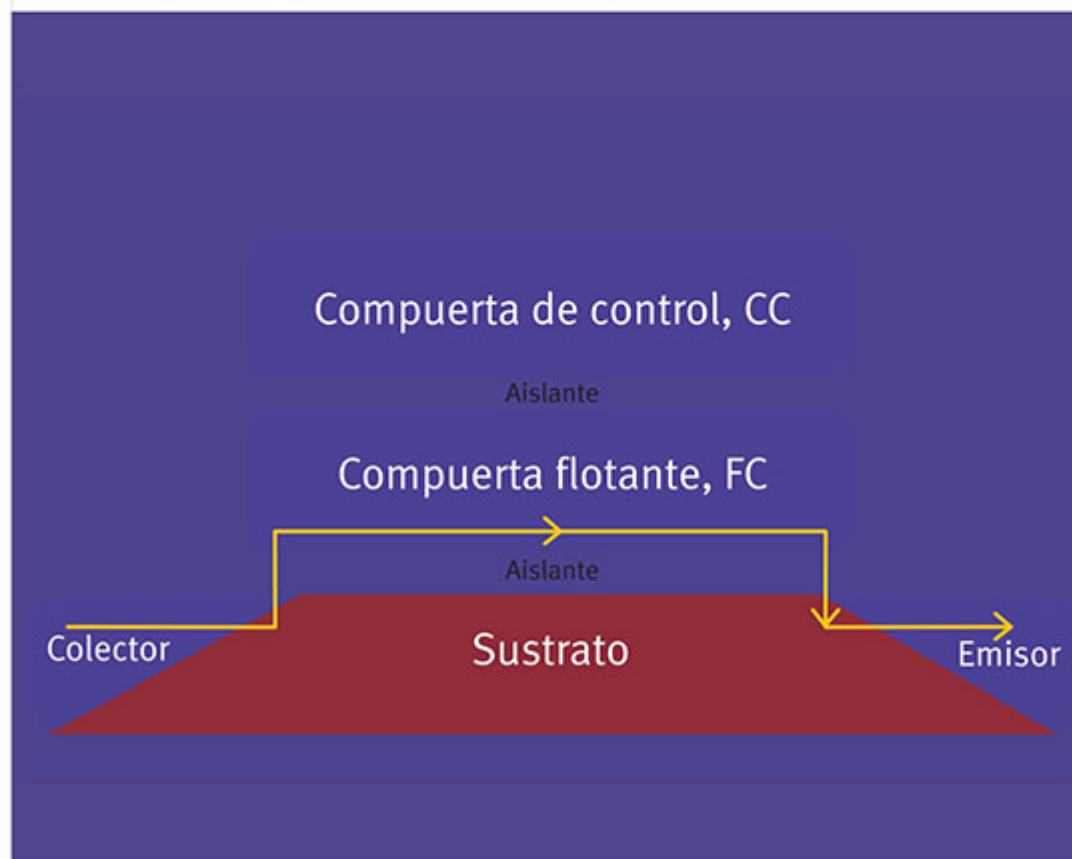 Compuerta de control, CC
Aislante
Compuerta flotante, FC
Aislante
Colector
Sustrato
Emisor